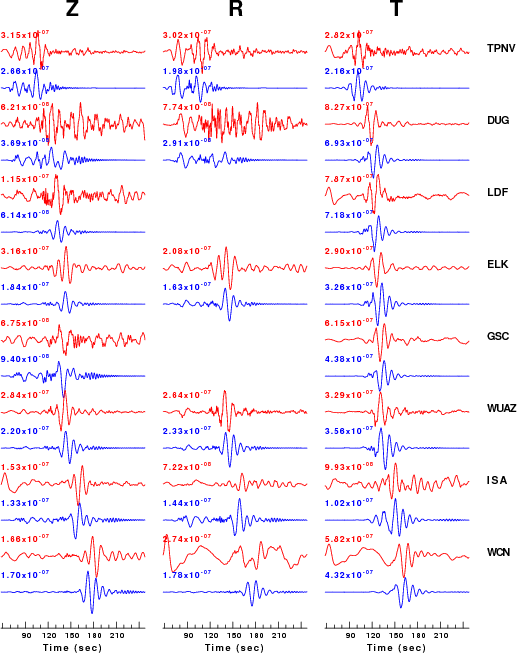 Z R T
3.15x10-07 3.02x10-07 2.82x10-07 TPNV
2.66x10-07 1.98x10-07 2.16x10-07
6.21x10-08 7.74x10-08 8.27x10-07 DUG
3.69x10-08 2.91x10-08 6.93x10-07
1.15x10-07 7.87x10-07 LDF
6.14x10-08 7.18x10-07
3.16x10-07 2.08x10-07 2.90x10-07 ELK
1.84x10-07 1.63x10-07 3.26x10-07
6.75x10-08 6.15x10-07 GSC
9.40x10-08 4.38x10-07
2.84x10-07 2.64x10-07 3.29x10-07 WUAZ
2.20x10-07 2.33x10-07 3.56x10-07
1.53x10-07 7.22x10-08 9.93x10-08 ISA
1.33x10-07 1.44x10-07 1.02x10-07
1.66x10-07 2.74x10-07 5.82x10-07 WCN
1.70x10-07 1.78x10-07 4.32x10-07
90 120 150 180 210 90 120 150 180 210 90 120 150 180 210
Time (sec) Time (sec) Time (sec)